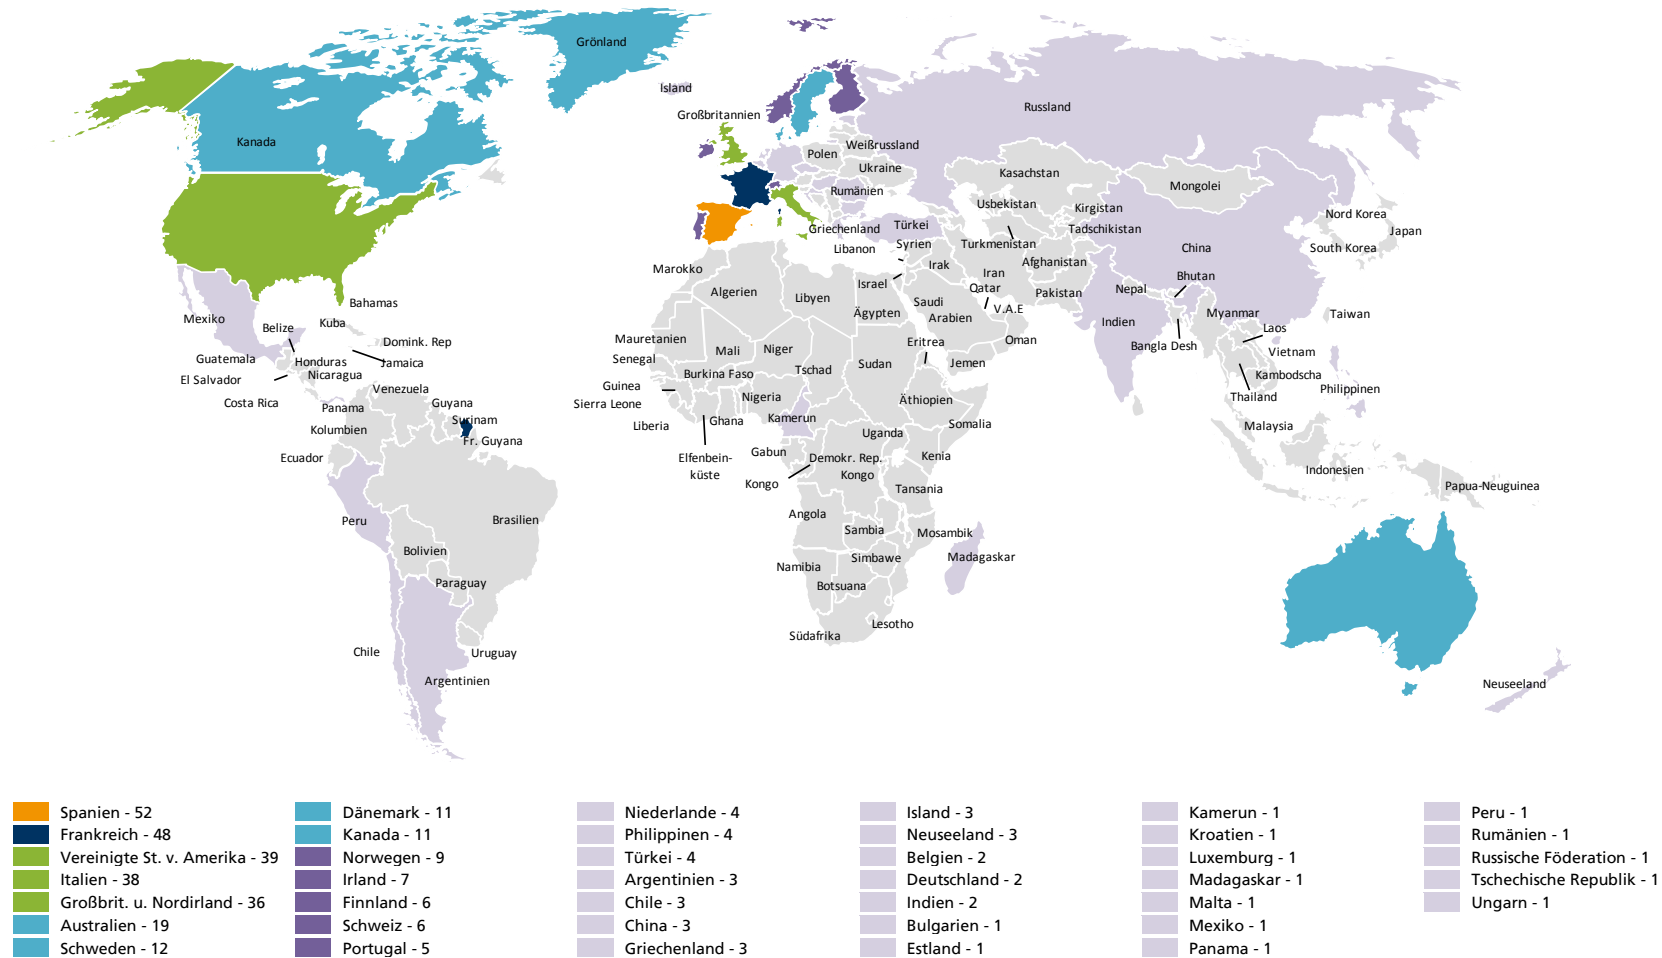 Grönland
Island
Großbritannien
Russland
Kanada
Weißrussland
Polen
Ukraine
Kasachstan
Mongolei
Rumänien
Usbekistan
Kirgistan
Nord Korea
Türkei
Griechenland
Tadschikistan
Japan
Libanon
Syrien
Turkmenistan
China
South Korea
Marokko
Irak
Afghanistan
Iran
Bhutan
Israel
Qatar
Nepal
Algerien
Libyen
Pakistan
Bahamas
Saudi
Arabien
V.A.E
Ägypten
Myanmar
Taiwan
Mexiko
Belize
Kuba
Indien
Laos
Mauretanien
Eritrea
Oman
Domink. Rep
Bangla Desh
Vietnam
Guatemala
Honduras
Jamaica
Senegal
Mali
Niger
Sudan
Jemen
El Salvador
Nicaragua
Burkina Faso
Tschad
Kambodscha
Venezuela
Guinea
Philippinen
Costa Rica
Panama
Guyana
Sierra Leone
Nigeria
Äthiopien
Thailand
Surinam
Kolumbien
Liberia
Ghana
Kamerun
Somalia
Malaysia
Fr. Guyana
Uganda
Ecuador
Elfenbein-
küste
Gabun
Demokr. Rep.
Kongo
Kenia
Indonesien
Kongo
Tansania
Papua-Neuguinea
Peru
Brasilien
Angola
Sambia
Mosambik
Bolivien
Simbawe
Madagaskar
Namibia
Paraguay
Botsuana
Lesotho
Südafrika
Chile
Uruguay
Argentinien
Neuseeland
Spanien - 52
Frankreich - 48
Vereinigte St. v. Amerika - 39
Italien - 38
Großbrit. u. Nordirland - 36
Australien - 19
Schweden - 12
Dänemark - 11
Kanada - 11
Norwegen - 9
Irland - 7
Finnland - 6
Schweiz - 6
Portugal - 5
Niederlande - 4
Philippinen - 4
Türkei - 4
Argentinien - 3
Chile - 3
China - 3
Griechenland - 3
Island - 3
Neuseeland - 3
Belgien - 2
Deutschland - 2
Indien - 2
Bulgarien - 1
Estland - 1
Kamerun - 1
Kroatien - 1
Luxemburg - 1
Madagaskar - 1
Malta - 1
Mexiko - 1
Panama - 1
Peru - 1
Rumänien - 1
Russische Föderation - 1
Tschechische Republik - 1
Ungarn - 1